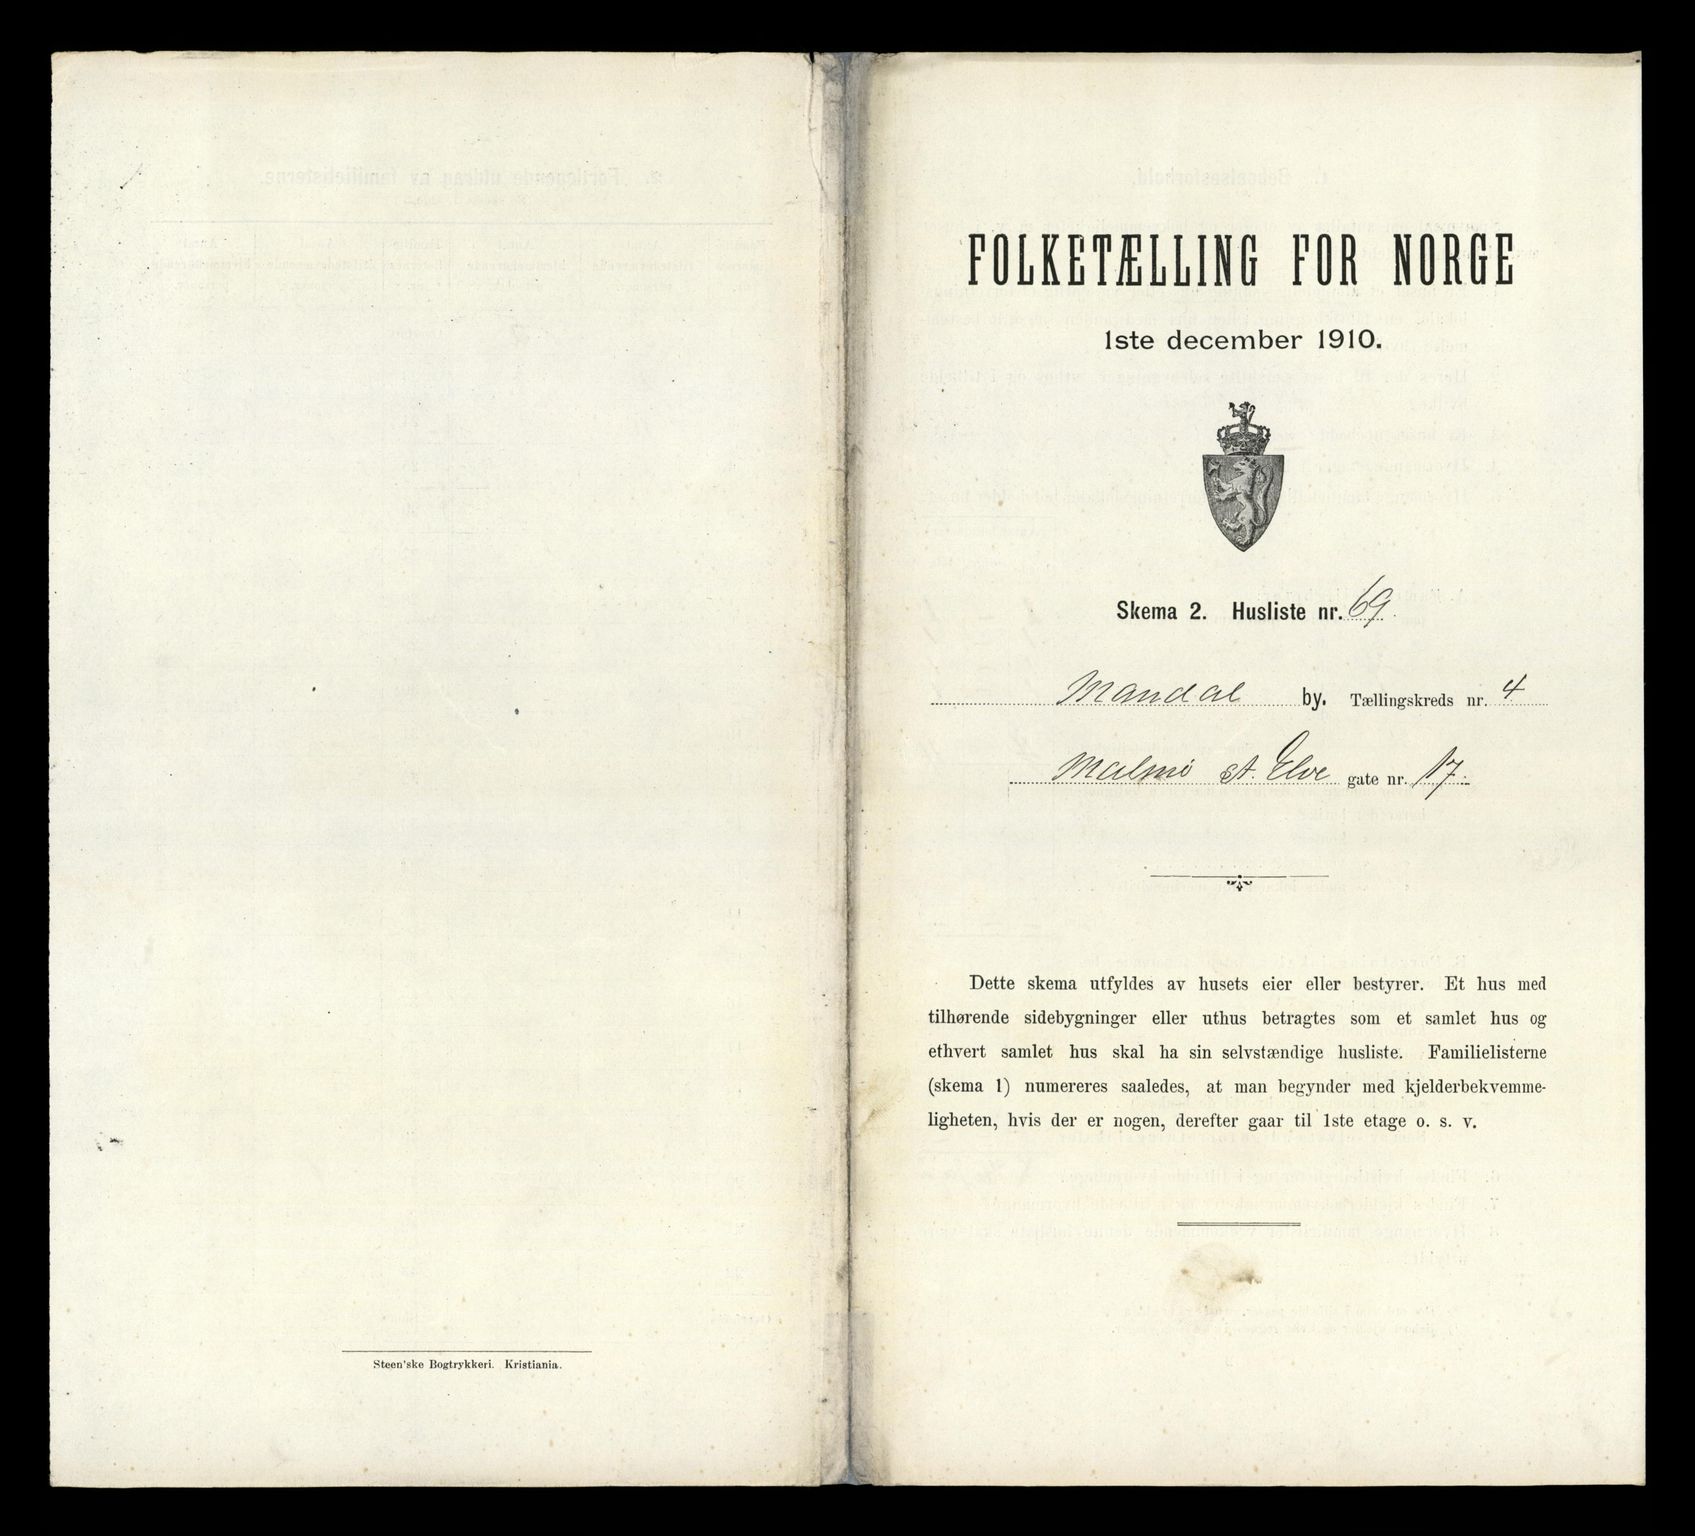 FOLKETÆLLING FOR NORGE
1ste december 1910.
Skema 2. Husliste nr. 69.
Mandal by. Tællingskreds nr. 4
Malmö st. Elve gate nr. 17.
Dette skema utfyldes av husets eier eller bestyrer. Et hus med
tilhørende sidebygninger eller uthus betragtes som et samlet hus og
ethvert samlet hus skal ha sin selvstændige husliste. Familielisterne
(skema 1) numereres saaledes, at man begynder med kjelderbekvemme-
ligheten, hvis der er nogen, derefter gaar til 1ste etage o. s. v.
Steen'ske Bogtrykkeri. Kristiania.